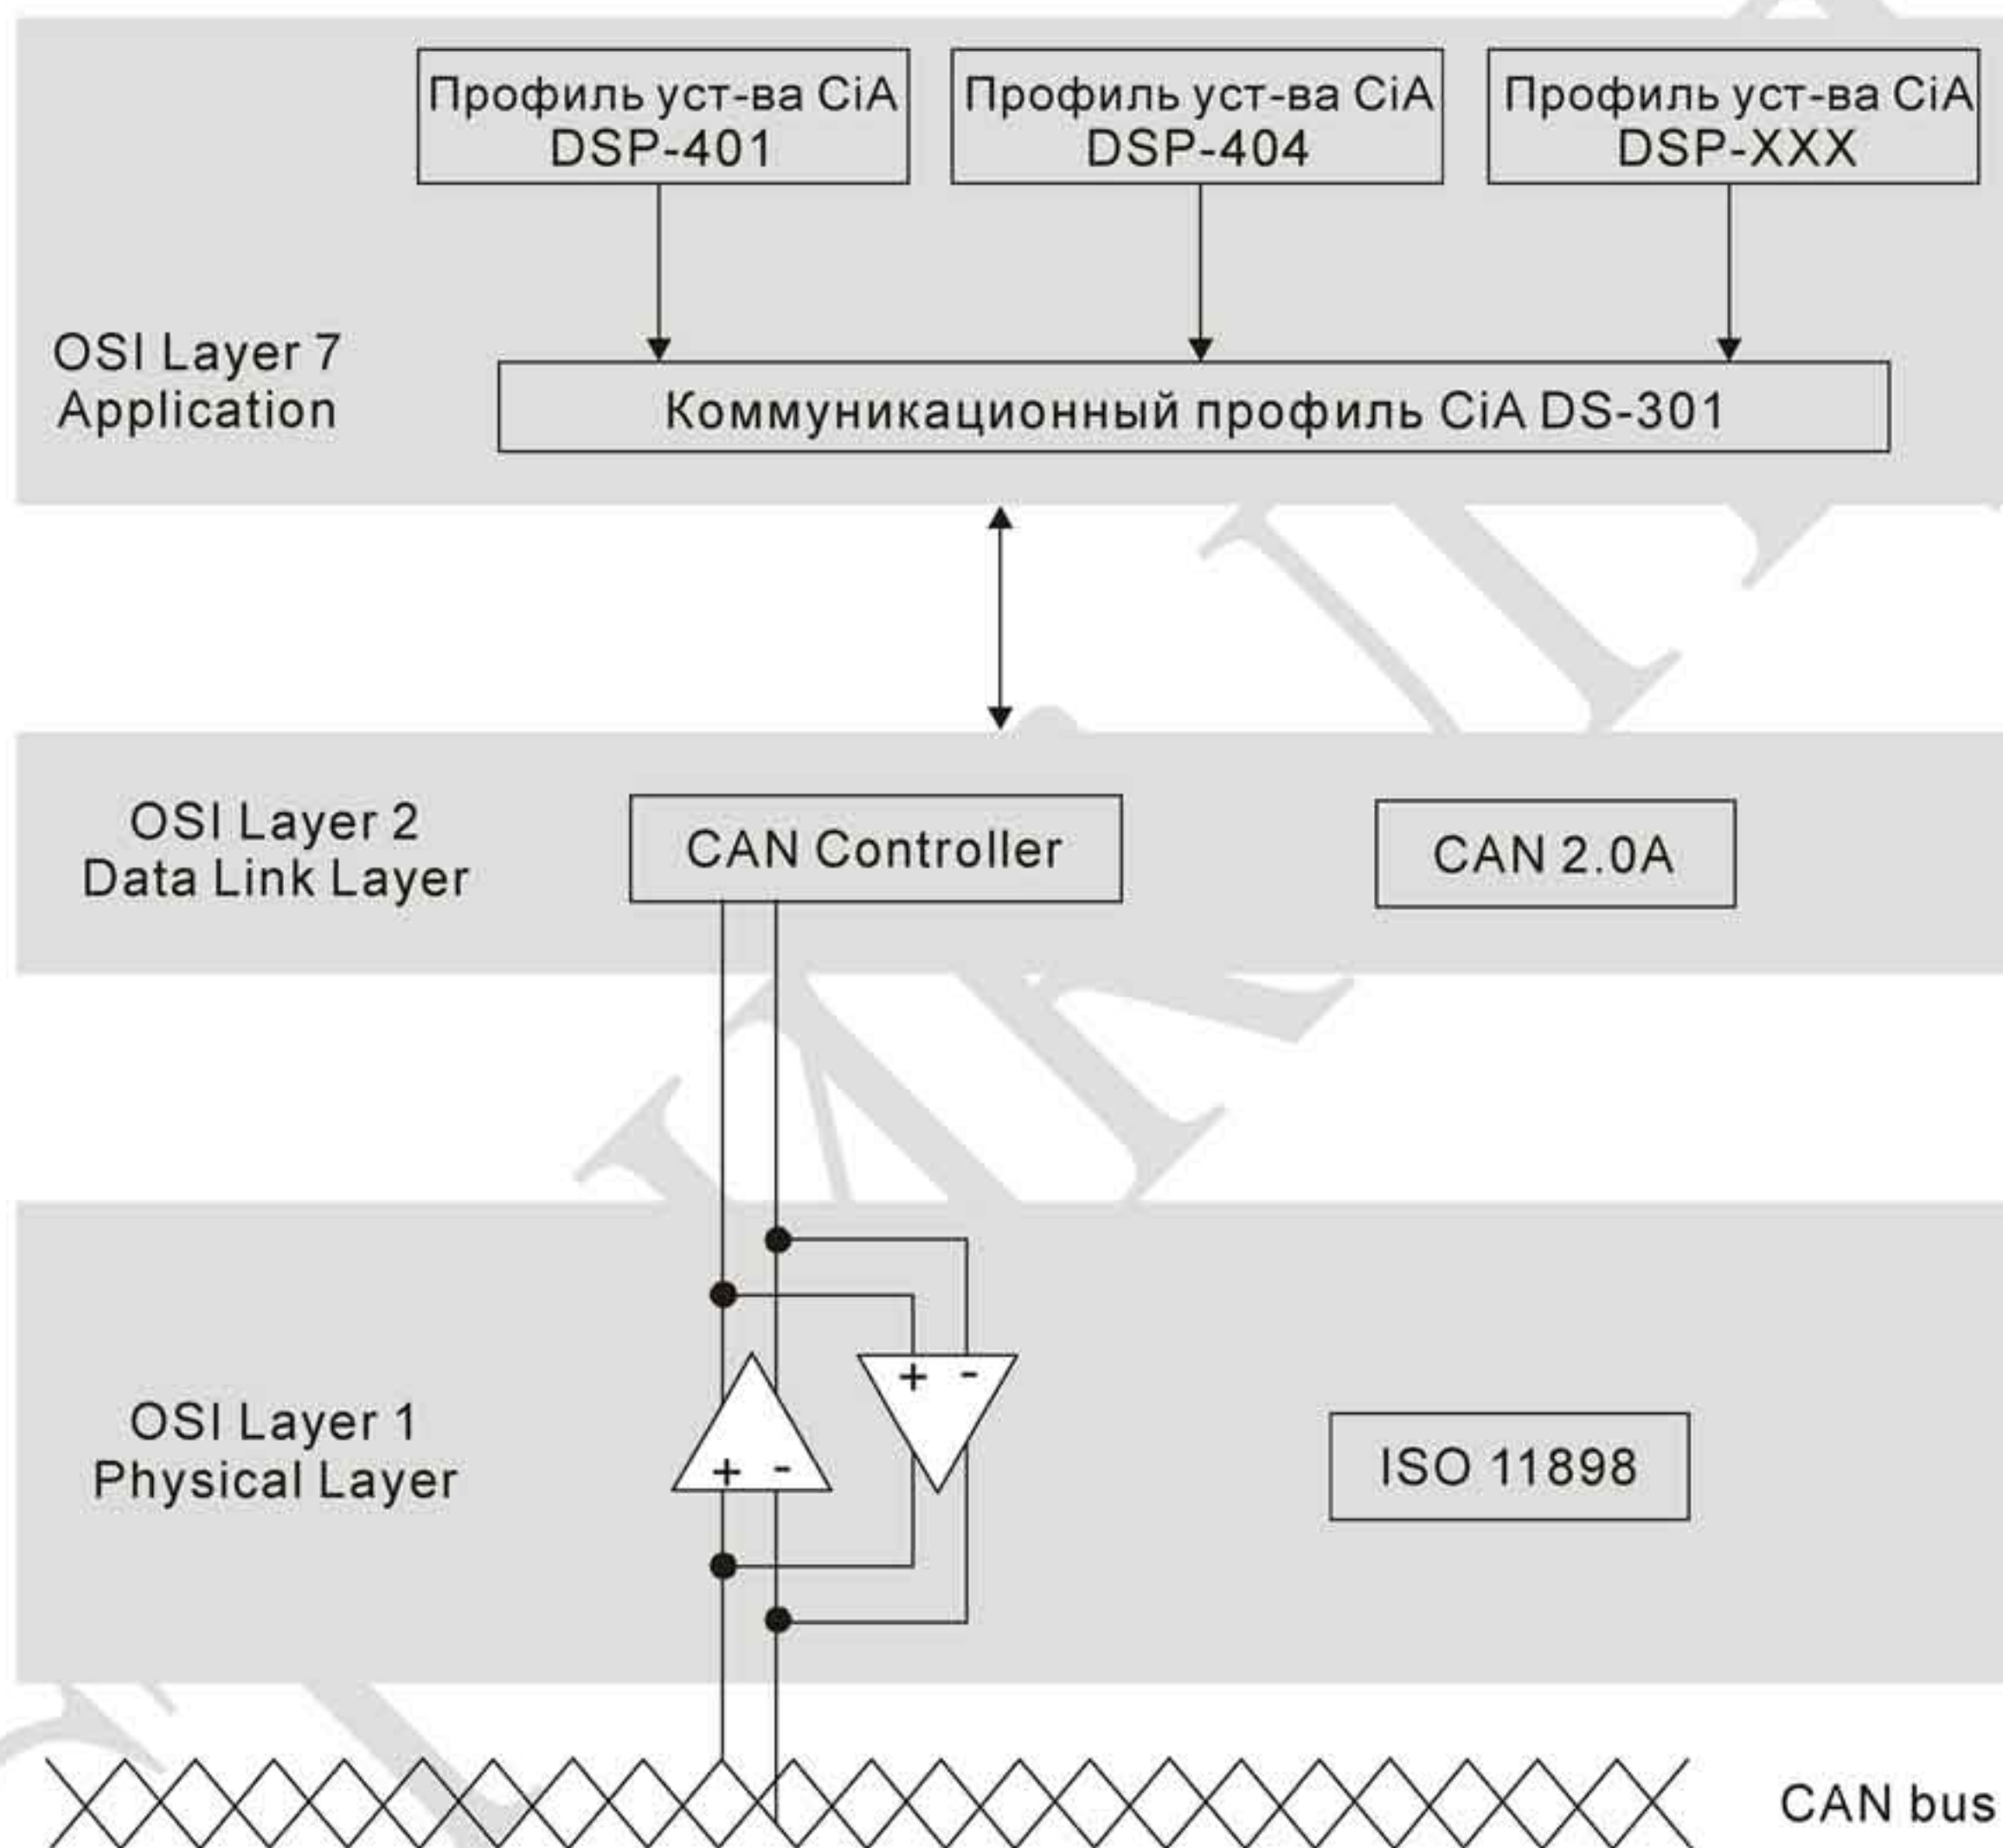 Профиль уст-ва CiA
DSP-401
Профиль уст-ва CiA
DSP-404
Профиль уст-ва CiA
DSP-XXX
OSI Layer 7
Application
Коммуникационный профиль CiA DS-301
OSI Layer 2
Data Link Layer
CAN Controller
CAN 2.0A
OSI Layer 1
Physical Layer
+ -
+ -
ISO 11898
CAN bus